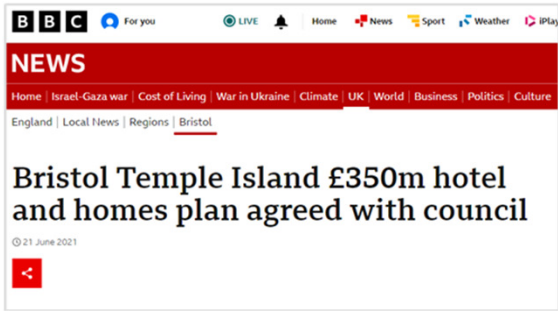 BBC For you LIVE Home News Sport Weather
NEWS
Home | Israel-Gaza war | Cost of Living | War in Ukraine | Climate | UK | World | Business | Politics | Culture
England | Local News | Regions | Bristol
Bristol Temple Island £350m hotel
and homes plan agreed with council
21 June 2021